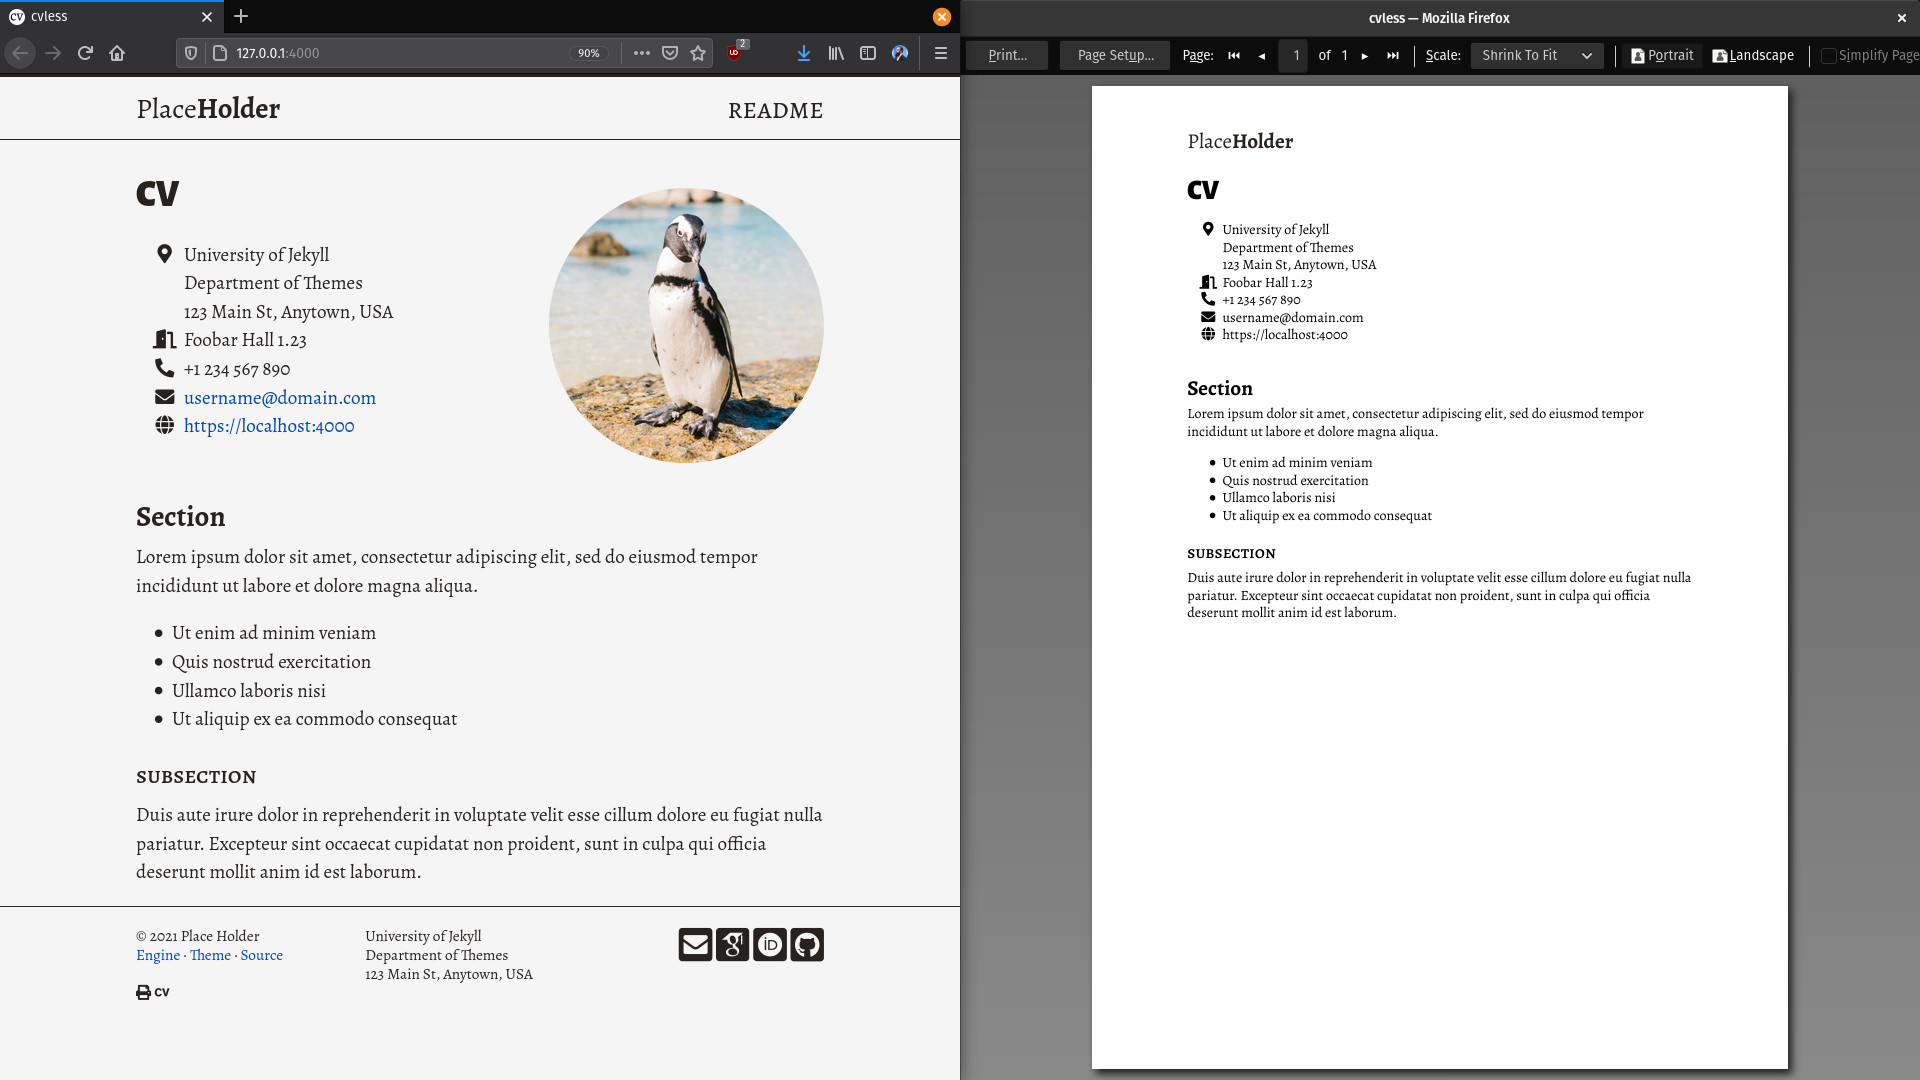 cv cvless
127.0.0.1:4000 90% 2
PlaceHolder README
CV
University of Jekyll
Department of Themes
123 Main St, Anytown, USA
Foobar Hall 1.23
+1 234 567 890
username@domain.com
https://localhost:4000
Section
Lorem ipsum dolor sit amet, consectetur adipiscing elit, sed do eiusmod tempor
incididunt ut labore et dolore magna aliqua.
Ut enim ad minim veniam
Quis nostrud exercitation
Ullamco laboris nisi
Ut aliquip ex ea commodo consequat
SUBSECTION
Duis aute irure dolor in reprehenderit in voluptate velit esse cillum dolore eu fugiat nulla
pariatur. Excepteur sint occaecat cupidatat non proident, sunt in culpa qui officia
deserunt mollit anim id est laborum.
© 2021 Place Holder
Engine · Theme · Source
CV
University of Jekyll
Department of Themes
123 Main St, Anytown, USA
iD
cvless — Mozilla Firefox
Print... Page Setup... Page: 1 of 1 Scale: Shrink To Fit Portrait Landscape Simplify Page
PlaceHolder
CV
University of Jekyll
Department of Themes
123 Main St, Anytown, USA
Foobar Hall 1.23
+1 234 567 890
username@domain.com
https://localhost:4000
Section
Lorem ipsum dolor sit amet, consectetur adipiscing elit, sed do eiusmod tempor
incididunt ut labore et dolore magna aliqua.
Ut enim ad minim veniam
Quis nostrud exercitation
Ullamco laboris nisi
Ut aliquip ex ea commodo consequat
SUBSECTION
Duis aute irure dolor in reprehenderit in voluptate velit esse cillum dolore eu fugiat nulla
pariatur. Excepteur sint occaecat cupidatat non proident, sunt in culpa qui officia
deserunt mollit anim id est laborum.